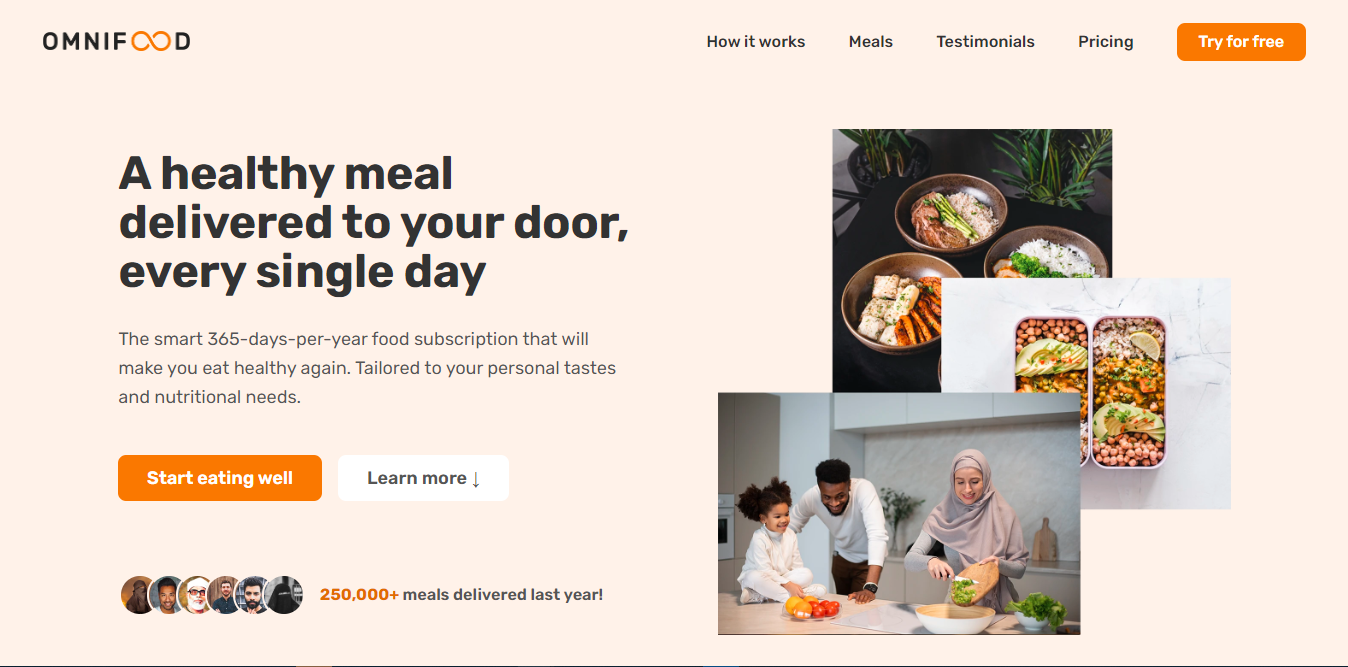 OMNIFOOD
How it works
Meals
Testimonials
Pricing
Try for free
A healthy meal
delivered to your door,
every single day
The smart 365-days-per-year food subscription that will
make you eat healthy again. Tailored to your personal tastes
and nutritional needs.
Start eating well
Learn more ↓
250,000+ meals delivered last year!